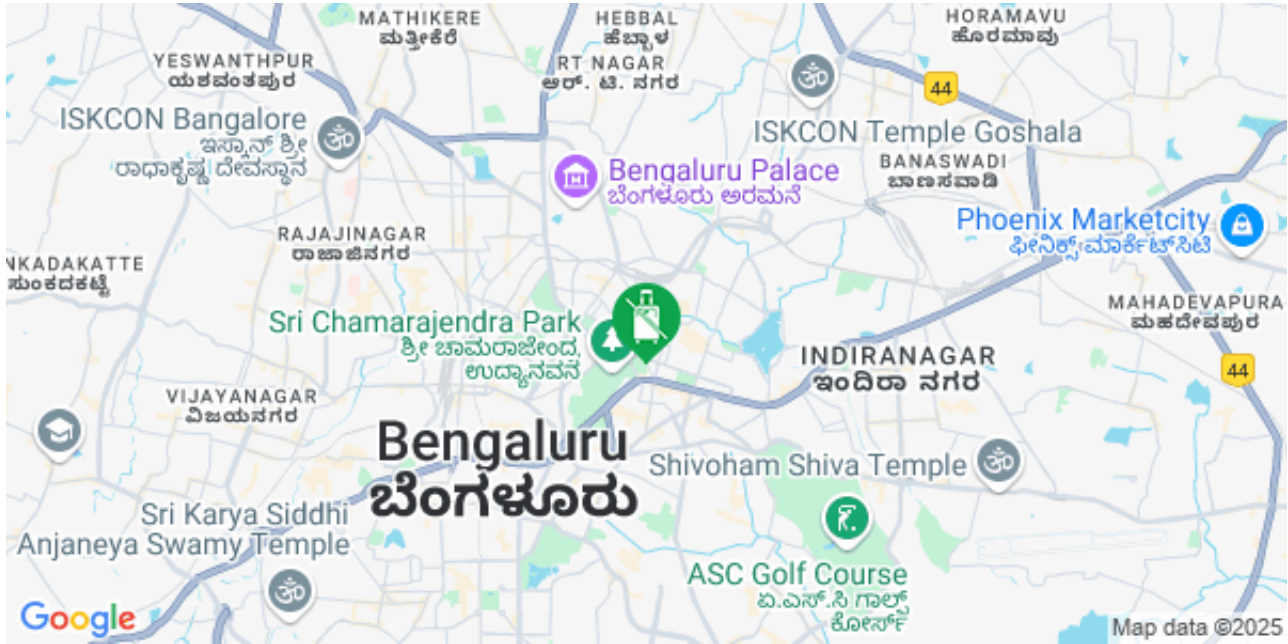 MATHIKERE
ಮತ್ತೀಕೆರೆ
HEBBAL
ಹೆಬ್ಬಾಳ
HORAMAVU
ಹೊರಮಾವು
YESWANTHPUR
ಯಶವಂತಪುರ
RT NAGAR
ಆರ್. ಟಿ. ನಗರ
44
ISKCON Bangalore
ಇಸ್ಕಾನ್ ಶ್ರೀ
ರಾಧಾಕೃಷ್ಣ ದೇವಸ್ಥಾನ
ISKCON Temple Goshala
BANASWADI
ಬಾಣಸವಾಡಿ
Bengaluru Palace
ಬೆಂಗಳೂರು ಅರಮನೆ
Phoenix Marketcity
ಫೀನಿಕ್ಸ್ ಮಾರ್ಕೆಟ್‌ಸಿಟಿ
RAJAJINAGAR
ರಾಜಾಜಿನಗರ
NKADAKATTE
ಸುಂಕದಕಟ್ಟೆ
MAHADEVAPURA
ಮಹದೇವಪುರ
Sri Chamarajendra Park
ಶ್ರೀ ಚಾಮರಾಜೇಂದ್ರ
ಉದ್ಯಾನವನ
INDIRANAGAR
ಇಂದಿರಾ ನಗರ
44
VIJAYANAGAR
ವಿಜಯನಗರ
Bengaluru
ಬೆಂಗಳೂರು
Shivoham Shiva Temple
Sri Karya Siddhi
Anjaneya Swamy Temple
ASC Golf Course
ಏ.ಎಸ್.ಸಿ ಗಾಲ್ಫ್
ಕೋರ್ಸ್
Google
Map data ©2025